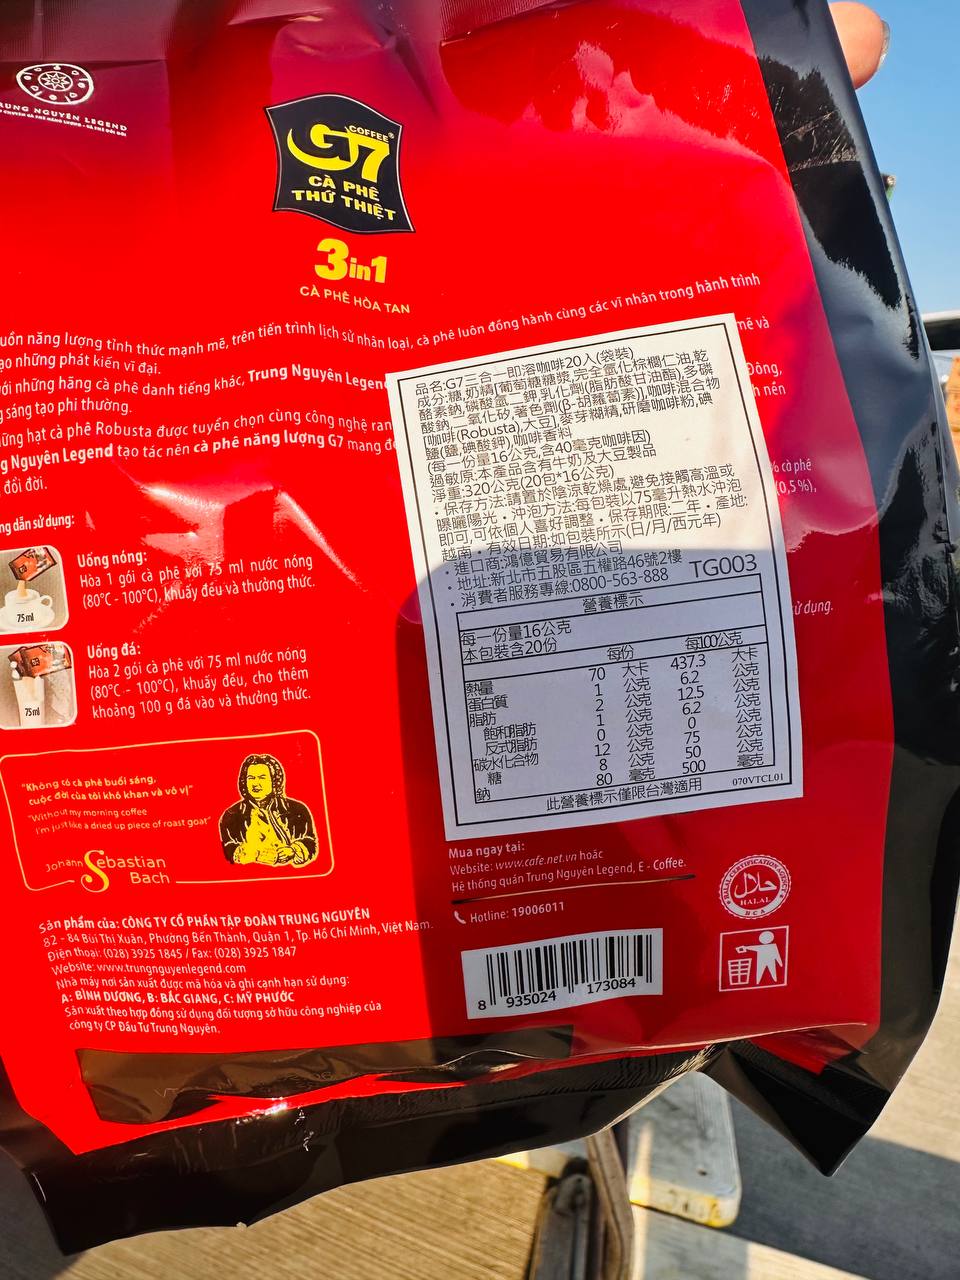 TRUNG NGUYÊN LEGEND
COFFEE®
G7
CÀ PHÊ
THỨ THIỆT
3in1
CÀ PHÊ HÒA TAN
uồn năng lượng tỉnh thức mạnh mẽ, trên tiến trình lịch sử nhân loại, cà phê luôn đồng hành cùng các vĩ nhân trong hành trình
ạo những phát kiến vĩ đại.
ới những hãng cà phê danh tiếng khác, Trung Nguyên Legen
mẽ và
g sáng tạo phi thường.
Đông,
ững hạt cà phê Robusta được tuyển chọn cùng công nghệ ran
h nền
g Nguyên Legend tạo tác nên cà phê năng lượng G7 mang đế
đổi đời.
% cà phê
(0,5 %),
ng dẫn sử dụng:
Uống nóng:
Hòa 1 gói cà phê với 75 ml nước nóng
(80°C - 100°C), khuấy đều và thưởng thức.
75 ml
Uống đá:
Hòa 2 gói cà phê với 75 ml nước nóng
(80°C - 100°C), khuấy đều, cho thêm
khoảng 100 g đá vào và thưởng thức.
75 ml
sử dụng.
品名:G7三合一即溶咖啡20入(袋裝)
成分:糖,奶精[葡萄糖糖漿,完全氫化棕櫚仁油,乾
酪素鈉,磷酸氫二鉀,乳化劑(脂肪酸甘油酯),多磷
酸鈉,二氧化矽,著色劑(β-胡蘿蔔素)],咖啡混合物
[咖啡(Robusta),大豆],麥芽糊精,研磨咖啡粉,碘
鹽(鹽,碘酸鉀),咖啡香料
(每一份量16公克,含40毫克咖啡因)
過敏原:本產品含有牛奶及大豆製品
淨重:320公克(20包*16公克)
・保存方法:請置於陰涼乾燥處,避免接觸高溫或
曝曬陽光・沖泡方法:每包裝以75毫升熱水沖泡
即可,可依個人喜好調整・保存期限:二年・產地:
越南・有效日期:如包裝所示(日/月/西元年)
・進口商:鴻億貿易有限公司
・地址:新北市五股區五權路46號2樓
・消費者服務專線:0800-563-888 TG003
營養標示
每一份量16公克
本包裝含20份
每份 每100公克
熱量 70 大卡 437.3 大卡
蛋白質 1 公克 6.2 公克
脂肪 2 公克 12.5 公克
飽和脂肪 1 公克 6.2 公克
反式脂肪 0 公克 0 公克
碳水化合物 12 公克 75 公克
糖 8 公克 50 公克
鈉 80 毫克 500 毫克
此營養標示僅限台灣適用
070VTCL01
"Không có cà phê buổi sáng,
cuộc đời của tôi khó khan và vô vị"
"Without my morning coffee
I'm just like a dried up piece of roast goat"
Johann Sebastian
Bach
Mua ngay tại:
Website: www.cafe.net.vn hoặc
Hệ thống quán Trung Nguyên Legend, E - Coffee.
Hotline: 19006011
HALAL CERTIFICATION AGENCY
حلال
HALAL
HCA
Sản phẩm của: CÔNG TY CỔ PHẦN TẬP ĐOÀN TRUNG NGUYÊN
82 - 84 Bùi Thị Xuân, Phường Bến Thành, Quận 1, Tp. Hồ Chí Minh, Việt Nam.
Điện thoại: (028) 3925 1845 / Fax: (028) 3925 1847
Website: www.trungnguyenlegend.com
Nhà máy nơi sản xuất được mã hóa và ghi cạnh hạn sử dụng:
A: BÌNH DƯƠNG, B: BẮC GIANG, C: MỸ PHƯỚC
Sản xuất theo hợp đồng sử dụng đối tượng sở hữu công nghiệp của
công ty CP Đầu Tư Trung Nguyên.
8 935024 173084